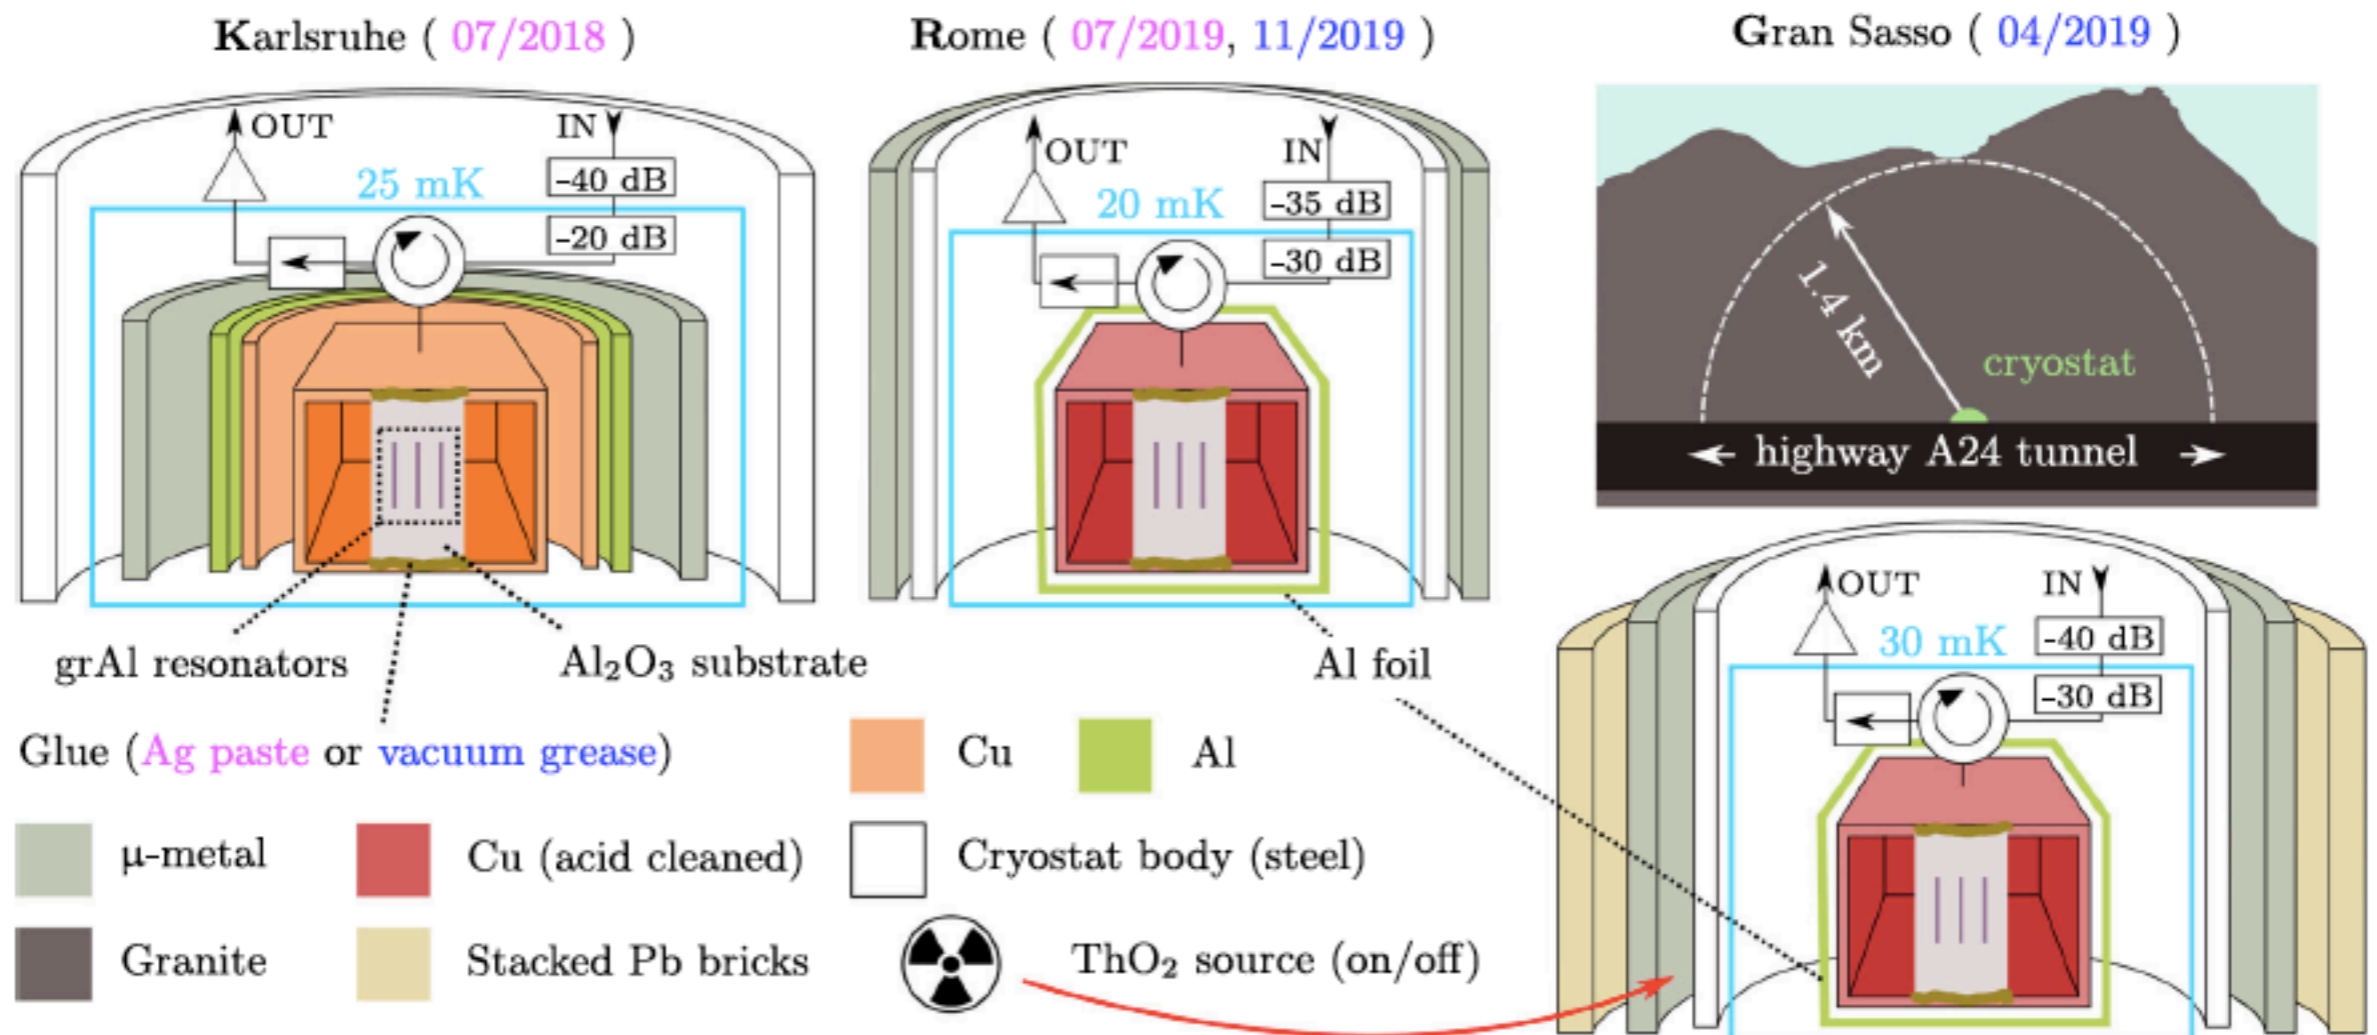 Karlsruhe ( 07/2018 )
OUT
IN
-40 dB
25 mK
-20 dB
grAl resonators
Al₂O₃ substrate
Rome ( 07/2019, 11/2019 )
OUT
IN
-35 dB
20 mK
-30 dB
Al foil
Gran Sasso ( 04/2019 )
1.4 km
cryostat
highway A24 tunnel
OUT
IN
-40 dB
30 mK
-30 dB
Glue (Ag paste or vacuum grease)
Cu
Al
μ-metal
Cu (acid cleaned)
Cryostat body (steel)
Granite
Stacked Pb bricks
ThO₂ source (on/off)